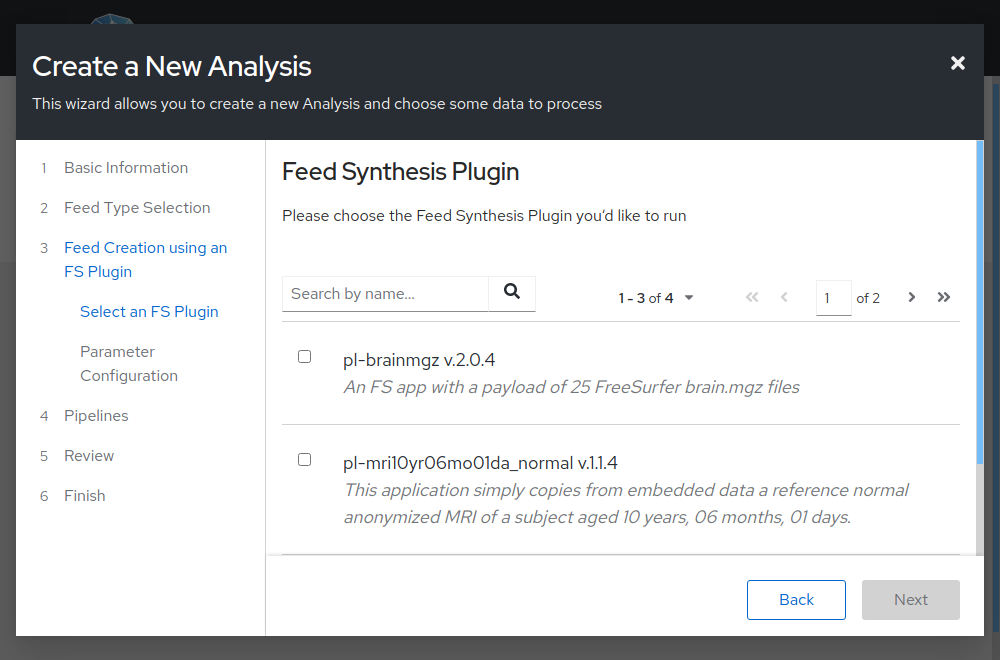 Create a New Analysis
This wizard allows you to create a new Analysis and choose some data to process
1 Basic Information
2 Feed Type Selection
3 Feed Creation using an
FS Plugin
Select an FS Plugin
Parameter
Configuration
4 Pipelines
5 Review
6 Finish
Feed Synthesis Plugin
Please choose the Feed Synthesis Plugin you'd like to run
Search by name...
1 - 3 of 4
1 of 2
pl-brainmgz v.2.0.4
An FS app with a payload of 25 FreeSurfer brain.mgz files
pl-mri10yr06mo01da_normal v.1.1.4
This application simply copies from embedded data a reference normal
anonymized MRI of a subject aged 10 years, 06 months, 01 days.
Back
Next